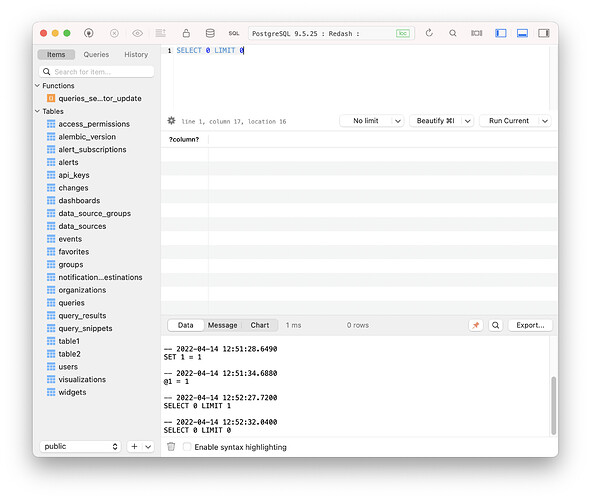 SQL
PostgreSQL 9.5.25 : Redash :
loc
Items
Queries
History
1 SELECT 0 LIMIT 0
Search for item...
Functions
queries_se...tor_update
Tables
access_permissions
alembic_version
alert_subscriptions
alerts
api_keys
changes
dashboards
data_source_groups
data_sources
events
favorites
groups
notification...estinations
organizations
queries
query_results
query_snippets
table1
table2
users
visualizations
widgets
public
line 1, column 17, location 16
No limit
Beautify ⌘I
Run Current
?column?
Data
Message
Chart
1 ms
0 rows
Export...
-- 2022-04-14 12:51:28.6490
SET 1 = 1
-- 2022-04-14 12:51:34.6880
@1 = 1
-- 2022-04-14 12:52:27.7200
SELECT 0 LIMIT 1
-- 2022-04-14 12:52:32.0400
SELECT 0 LIMIT 0
Enable syntax highlighting